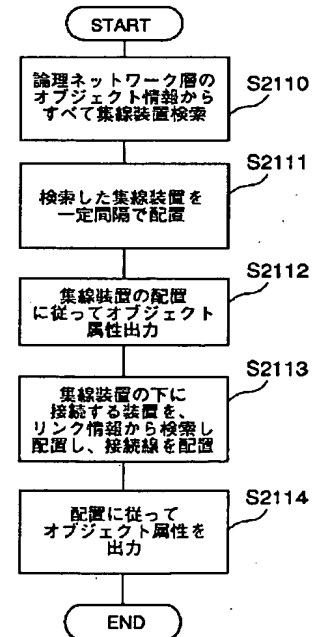 START
論理ネットワーク層の
オブジェクト情報から
すべて集線装置検索
S2110
検索した集線装置を
一定間隔で配置
S2111
集線装置の配置
に従ってオブジェクト
属性出力
S2112
集線装置の下に
接続する装置を、
リンク情報から検索し
配置し、接続線を配置
S2113
配置に従って
オブジェクト属性を
出力
S2114
END